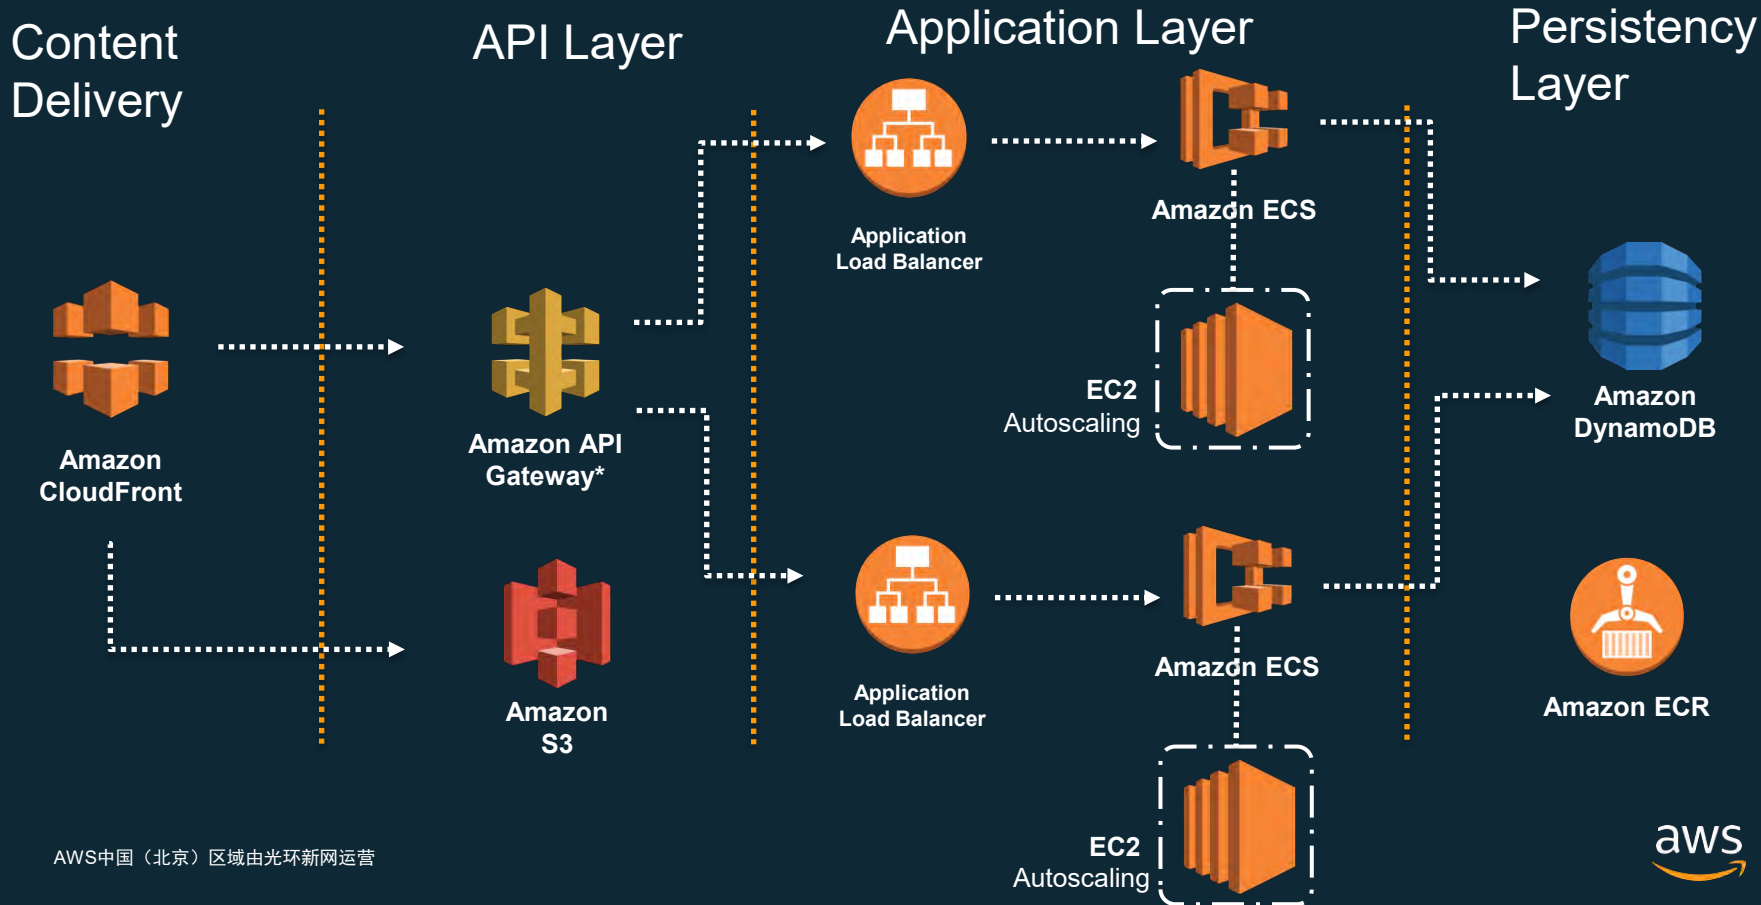 Content
Delivery
API Layer
Application Layer
Persistency
Layer
Amazon
CloudFront
Amazon API
Gateway*
Amazon
S3
Application
Load Balancer
Amazon ECS
EC2
Autoscaling
Application
Load Balancer
Amazon ECS
EC2
Autoscaling
Amazon
DynamoDB
Amazon ECR
AWS中国（北京）区域由光环新网运营
aws